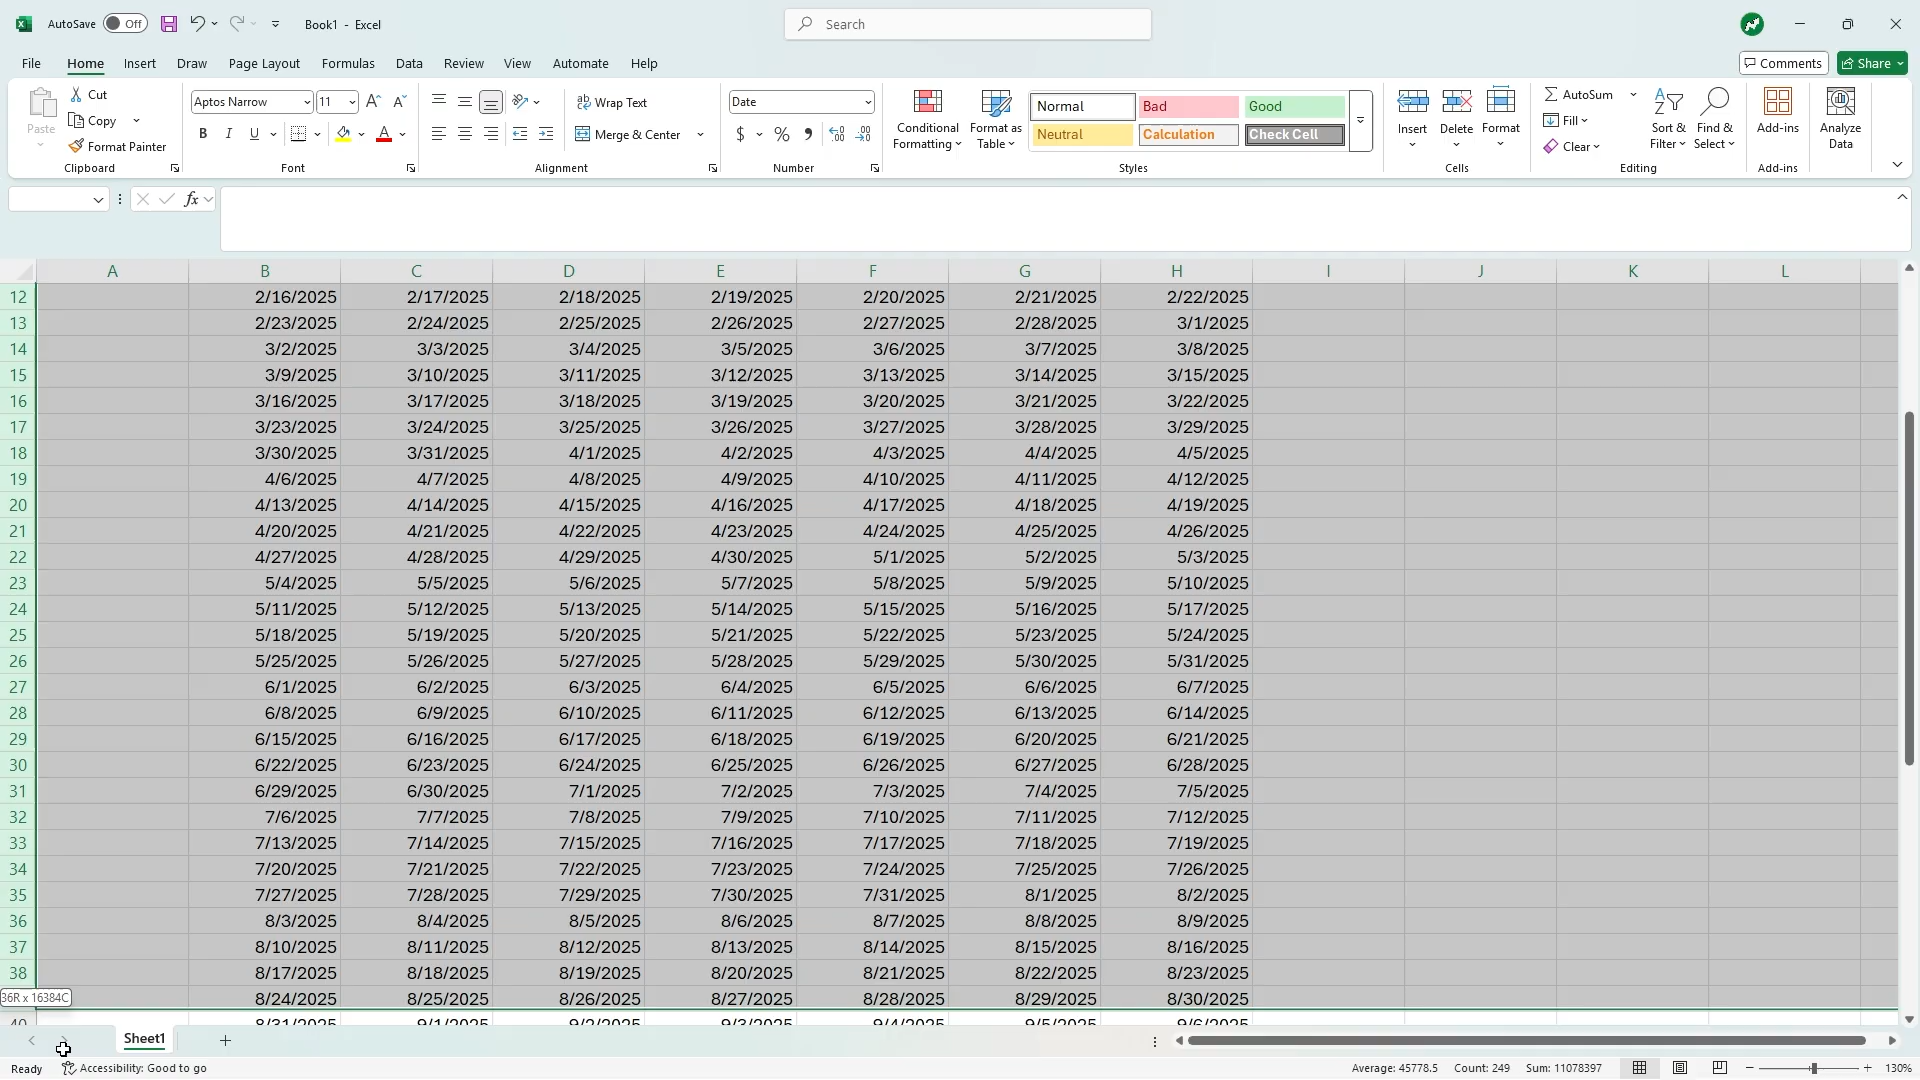 AutoSave Off Book1 - Excel Search
File Home Insert Draw Page Layout Formulas Data Review View Automate Help Comments Share
Paste Cut Copy Format Painter Clipboard
Aptos Narrow 11 B I U A Font
Wrap Text Merge & Center Alignment
Date $ % Number
Conditional Formatting Format as Table
Normal Bad Good
Neutral Calculation Check Cell
Styles
Insert Delete Format Cells
AutoSum Fill Clear Sort & Filter Find & Select Editing
Add-ins Add-ins
Analyze Data
fx
A B C D E F G H I J K L
12 2/16/2025 2/17/2025 2/18/2025 2/19/2025 2/20/2025 2/21/2025 2/22/2025
13 2/23/2025 2/24/2025 2/25/2025 2/26/2025 2/27/2025 2/28/2025 3/1/2025
14 3/2/2025 3/3/2025 3/4/2025 3/5/2025 3/6/2025 3/7/2025 3/8/2025
15 3/9/2025 3/10/2025 3/11/2025 3/12/2025 3/13/2025 3/14/2025 3/15/2025
16 3/16/2025 3/17/2025 3/18/2025 3/19/2025 3/20/2025 3/21/2025 3/22/2025
17 3/23/2025 3/24/2025 3/25/2025 3/26/2025 3/27/2025 3/28/2025 3/29/2025
18 3/30/2025 3/31/2025 4/1/2025 4/2/2025 4/3/2025 4/4/2025 4/5/2025
19 4/6/2025 4/7/2025 4/8/2025 4/9/2025 4/10/2025 4/11/2025 4/12/2025
20 4/13/2025 4/14/2025 4/15/2025 4/16/2025 4/17/2025 4/18/2025 4/19/2025
21 4/20/2025 4/21/2025 4/22/2025 4/23/2025 4/24/2025 4/25/2025 4/26/2025
22 4/27/2025 4/28/2025 4/29/2025 4/30/2025 5/1/2025 5/2/2025 5/3/2025
23 5/4/2025 5/5/2025 5/6/2025 5/7/2025 5/8/2025 5/9/2025 5/10/2025
24 5/11/2025 5/12/2025 5/13/2025 5/14/2025 5/15/2025 5/16/2025 5/17/2025
25 5/18/2025 5/19/2025 5/20/2025 5/21/2025 5/22/2025 5/23/2025 5/24/2025
26 5/25/2025 5/26/2025 5/27/2025 5/28/2025 5/29/2025 5/30/2025 5/31/2025
27 6/1/2025 6/2/2025 6/3/2025 6/4/2025 6/5/2025 6/6/2025 6/7/2025
28 6/8/2025 6/9/2025 6/10/2025 6/11/2025 6/12/2025 6/13/2025 6/14/2025
29 6/15/2025 6/16/2025 6/17/2025 6/18/2025 6/19/2025 6/20/2025 6/21/2025
30 6/22/2025 6/23/2025 6/24/2025 6/25/2025 6/26/2025 6/27/2025 6/28/2025
31 6/29/2025 6/30/2025 7/1/2025 7/2/2025 7/3/2025 7/4/2025 7/5/2025
32 7/6/2025 7/7/2025 7/8/2025 7/9/2025 7/10/2025 7/11/2025 7/12/2025
33 7/13/2025 7/14/2025 7/15/2025 7/16/2025 7/17/2025 7/18/2025 7/19/2025
34 7/20/2025 7/21/2025 7/22/2025 7/23/2025 7/24/2025 7/25/2025 7/26/2025
35 7/27/2025 7/28/2025 7/29/2025 7/30/2025 7/31/2025 8/1/2025 8/2/2025
36 8/3/2025 8/4/2025 8/5/2025 8/6/2025 8/7/2025 8/8/2025 8/9/2025
37 8/10/2025 8/11/2025 8/12/2025 8/13/2025 8/14/2025 8/15/2025 8/16/2025
38 8/17/2025 8/18/2025 8/19/2025 8/20/2025 8/21/2025 8/22/2025 8/23/2025
36R x 16384C 8/24/2025 8/25/2025 8/26/2025 8/27/2025 8/28/2025 8/29/2025 8/30/2025
40 8/31/2025 9/1/2025 9/2/2025 9/3/2025 9/4/2025 9/5/2025 9/6/2025
Sheet1
Ready Accessibility: Good to go Average: 45778.5 Count: 249 Sum: 11078397 130%